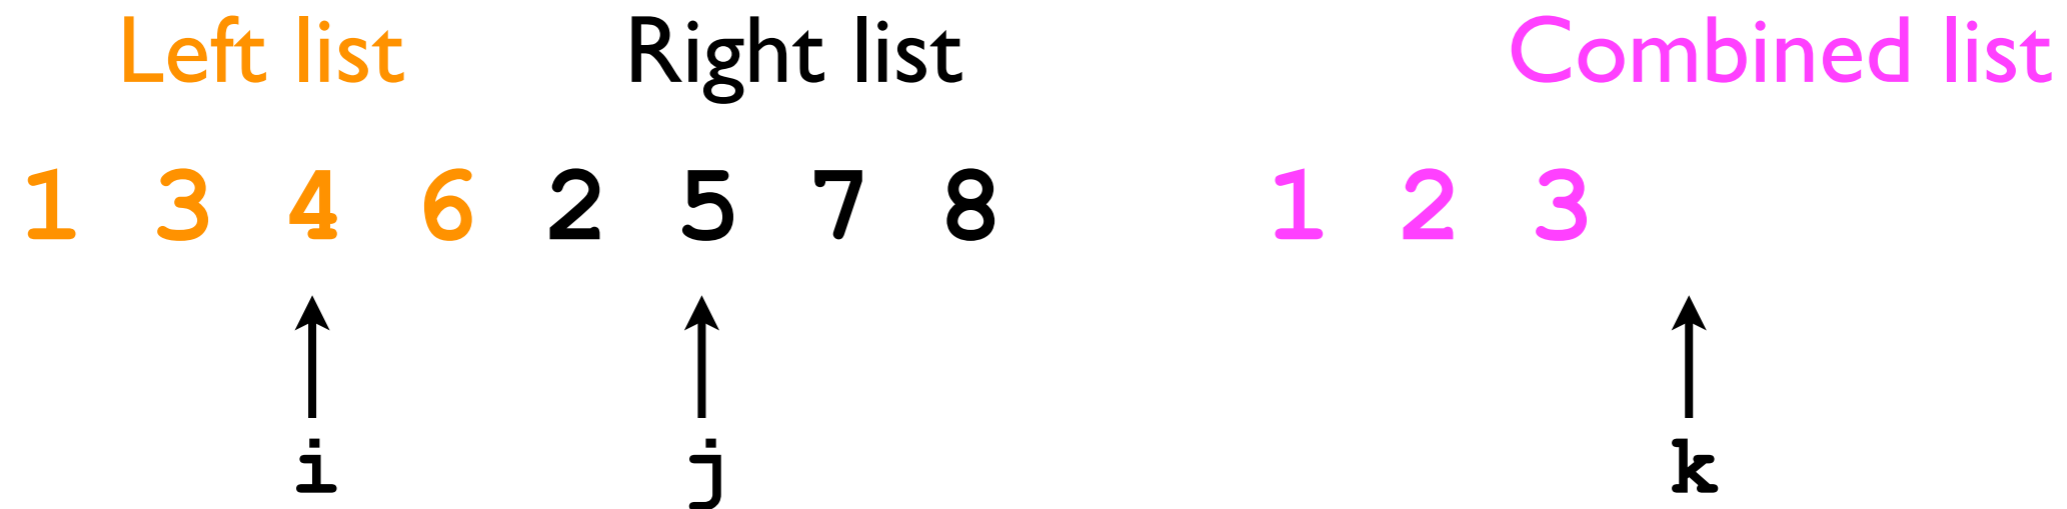 Left list Right list Combined list
1 3 4 6 2 5 7 8 1 2 3
i j k